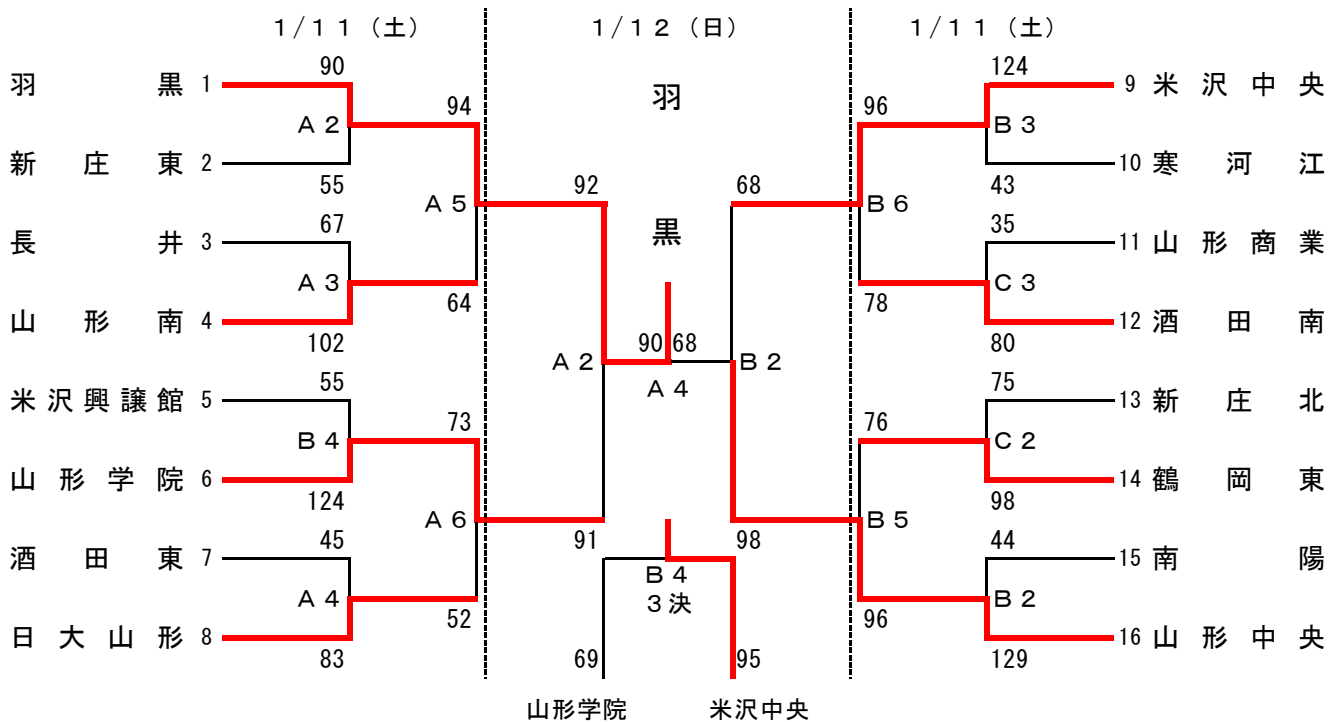 1/11（土） 1/12（日） 1/11（土）
90 124
羽黒 1 羽 9 米沢中央
94 96
A2 B3
新庄東 2 10 寒河江
55 92 68 43
A5 B6
67 35
長井 3 黒 11 山形商業
A3 C3
64 78
山形南 4 12 酒田南
102 90 68 80
A2 B2
A4
55 75
米沢興譲館 5 13 新庄北
73 76
B4 C2
山形学院 6 14 鶴岡東
124 98
A6 B5
45 91 98 44
酒田東 7 15 南陽
B4
A4 3決 B2
52 96
日大山形 8 16 山形中央
83 69 95 129
山形学院 米沢中央